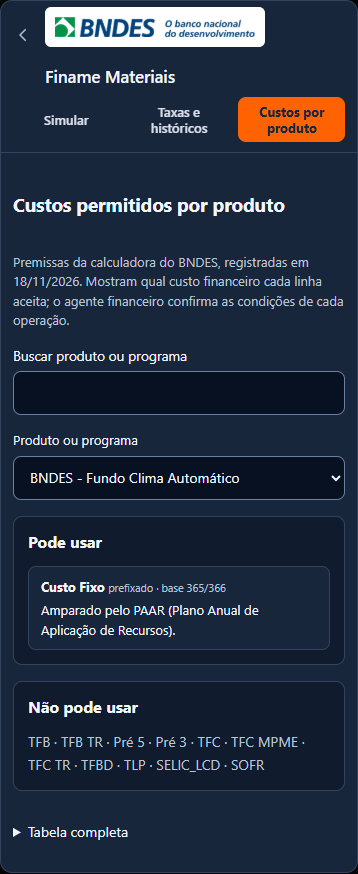 BNDES O banco nacional
do desenvolvimento
Finame Materiais
Simular
Taxas e
históricos
Custos por
produto
Custos permitidos por produto
Premissas da calculadora do BNDES, registradas em
18/11/2026. Mostram qual custo financeiro cada linha
aceita; o agente financeiro confirma as condições de cada
operação.
Buscar produto ou programa
Produto ou programa
BNDES - Fundo Clima Automático
Pode usar
Custo Fixo prefixado · base 365/366
Amparado pelo PAAR (Plano Anual de
Aplicação de Recursos).
Não pode usar
TFB · TFB TR · Pré 5 · Pré 3 · TFC · TFC MPME ·
TFC TR · TFBD · TLP · SELIC_LCD · SOFR
Tabela completa